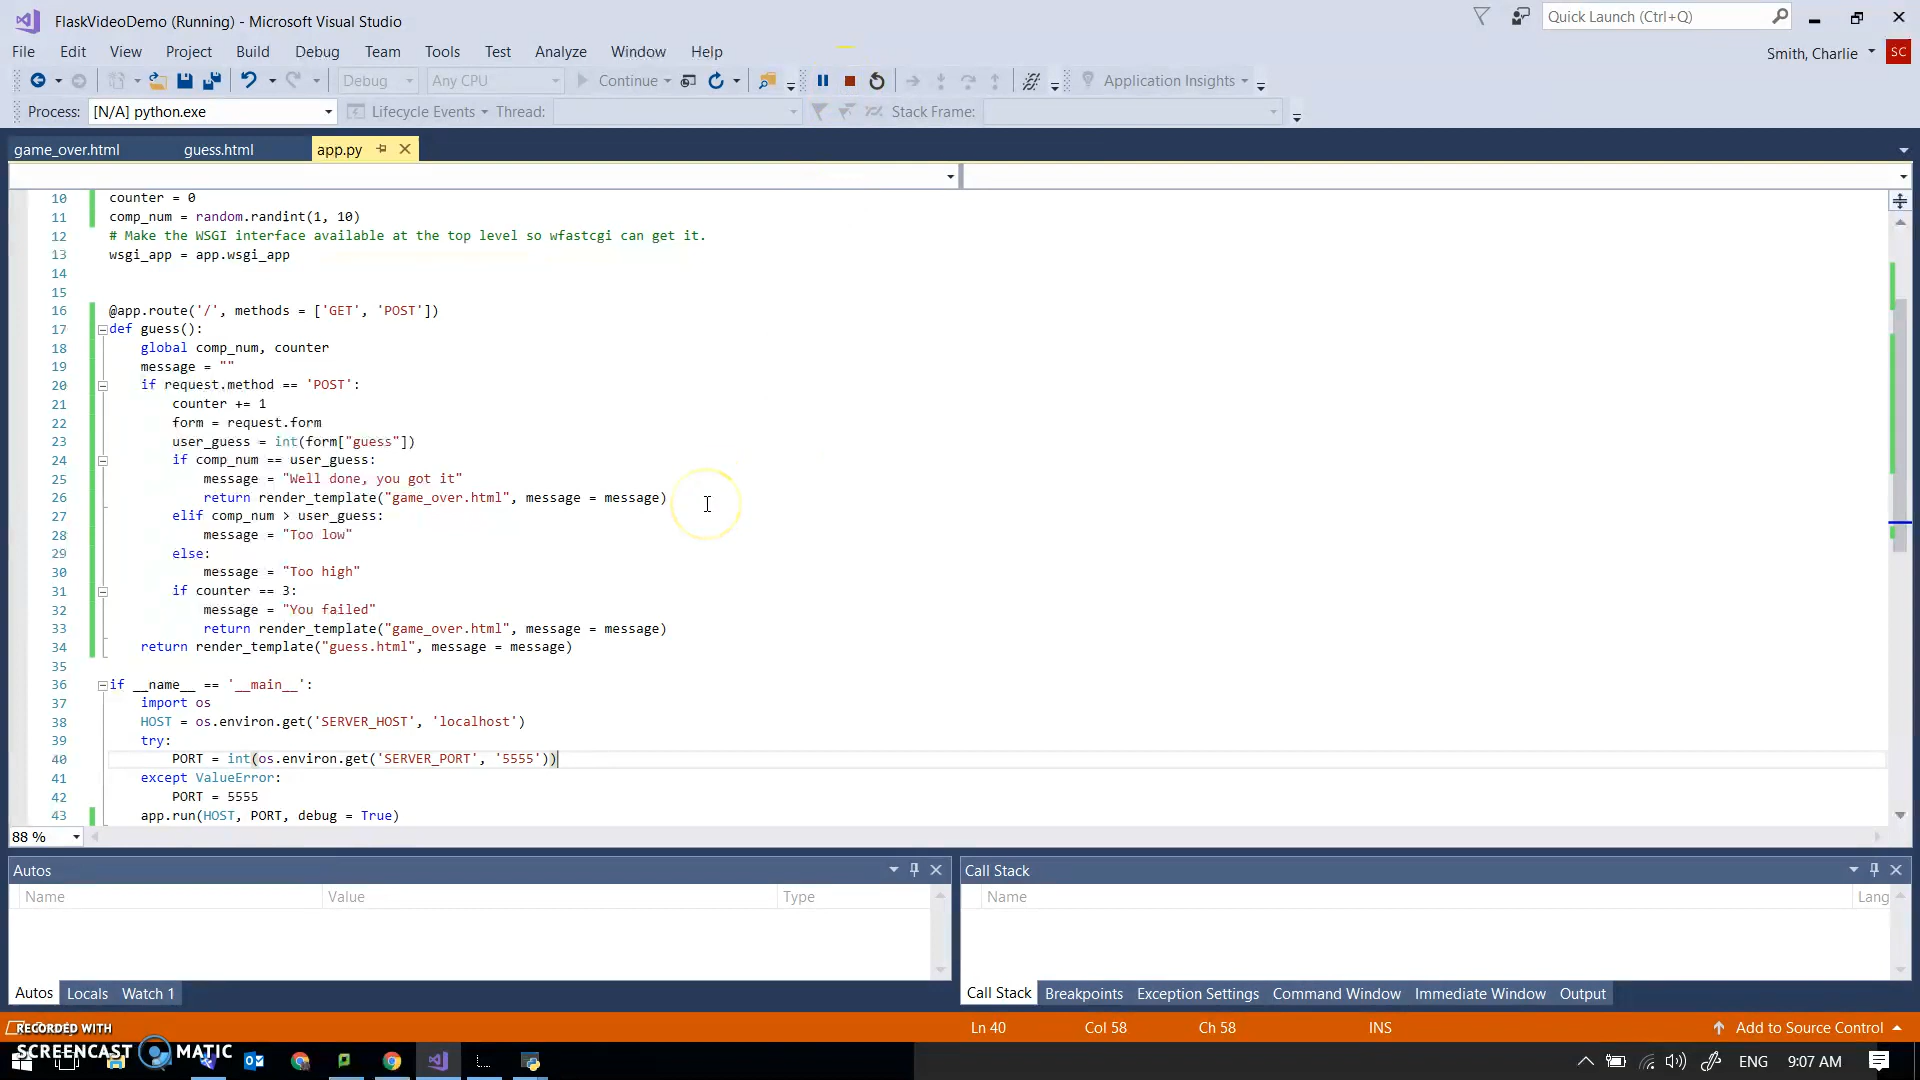 FlaskVideoDemo (Running) - Microsoft Visual Studio
Quick Launch (Ctrl+Q)
File Edit View Project Build Debug Team Tools Test Analyze Window Help
Smith, Charlie SC
Debug Any CPU Continue Application Insights
Process: [N/A] python.exe Lifecycle Events Thread: Stack Frame:
game_over.html guess.html app.py
10 counter = 0
11 comp_num = random.randint(1, 10)
12 # Make the WSGI interface available at the top level so wfastcgi can get it.
13 wsgi_app = app.wsgi_app
14
15
16 @app.route('/', methods = ['GET', 'POST'])
17 def guess():
18 global comp_num, counter
19 message = ""
20 if request.method == 'POST':
21 counter += 1
22 form = request.form
23 user_guess = int(form["guess"])
24 if comp_num == user_guess:
25 message = "Well done, you got it"
26 return render_template("game_over.html", message = message)
27 elif comp_num > user_guess:
28 message = "Too low"
29 else:
30 message = "Too high"
31 if counter == 3:
32 message = "You failed"
33 return render_template("game_over.html", message = message)
34 return render_template("guess.html", message = message)
35
36 if __name__ == '__main__':
37 import os
38 HOST = os.environ.get('SERVER_HOST', 'localhost')
39 try:
40 PORT = int(os.environ.get('SERVER_PORT', '5555'))
41 except ValueError:
42 PORT = 5555
43 app.run(HOST, PORT, debug = True)
88 %
Autos Call Stack
Name Value Type Name Lang
Autos Locals Watch 1 Call Stack Breakpoints Exception Settings Command Window Immediate Window Output
RECORDED WITH Ln 40 Col 58 Ch 58 INS Add to Source Control
SCREENCAST MATIC ENG 9:07 AM